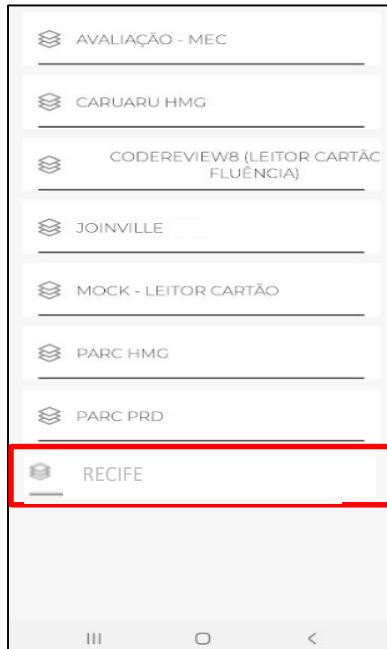 AVALIAÇÃO - MEC
CARUARU HMG
CODEREVIEW8 (LEITOR CARTÃO
FLUÊNCIA)
JOINVILLE
MOCK - LEITOR CARTÃO
PARC HMG
PARC PRD
RECIFE